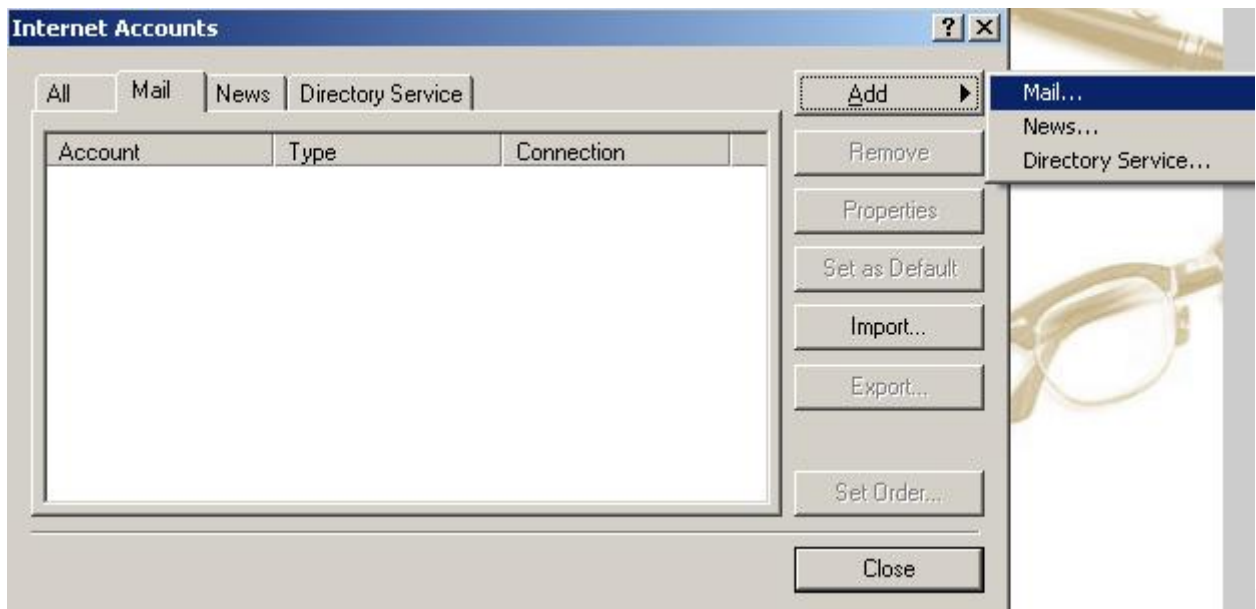 Internet Accounts
All Mail News Directory Service
Account Type Connection
Add
Remove
Properties
Set as Default
Import...
Export...
Set Order...
Close
Mail...
News...
Directory Service...